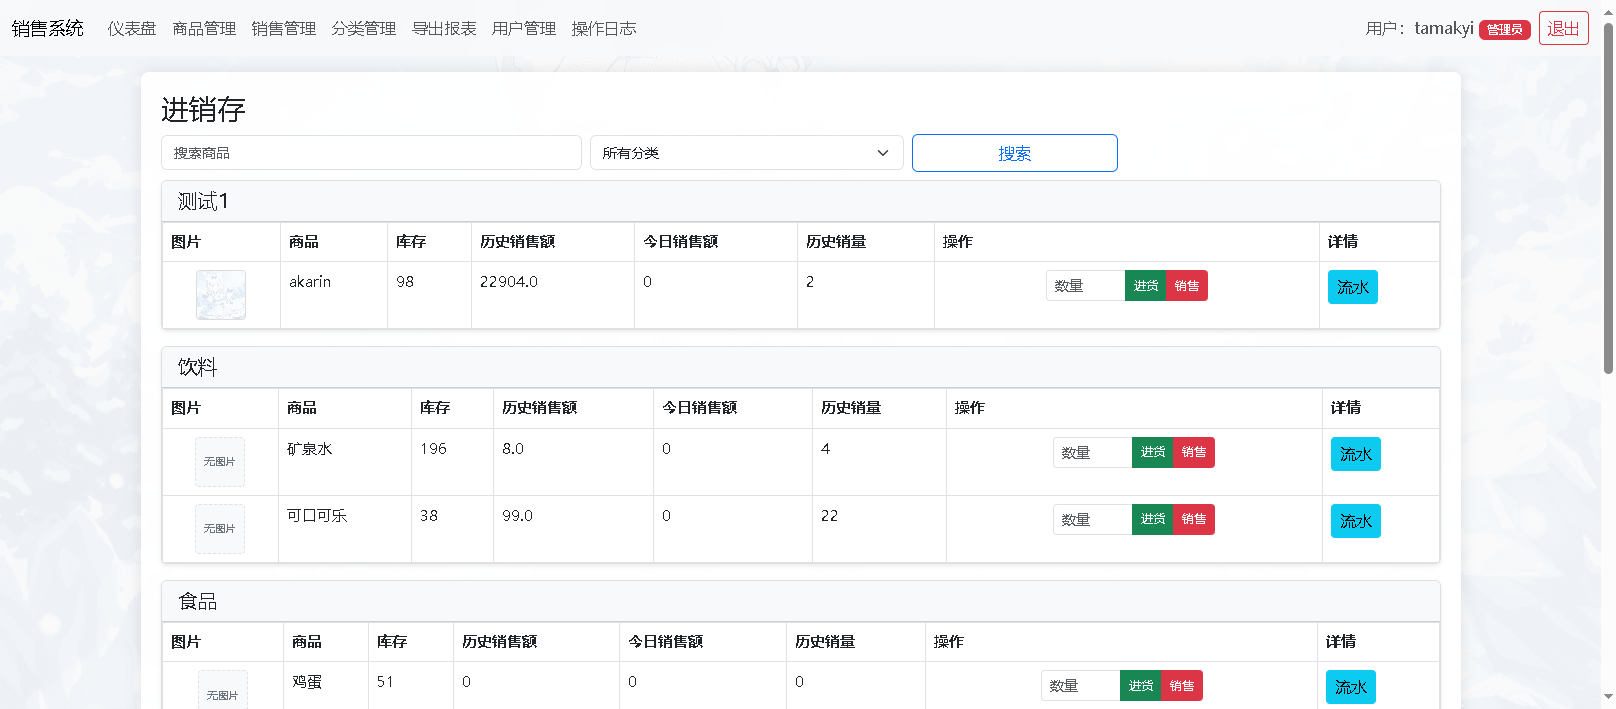 销售系统 仪表盘 商品管理 销售管理 分类管理 导出报表 用户管理 操作日志 用户：tamakyi 管理员 退出
进销存
搜索商品 所有分类 搜索
测试1
图片 商品 库存 历史销售额 今日销售额 历史销量 操作 详情
akarin 98 22904.0 0 2 数量 进货 销售 流水
饮料
图片 商品 库存 历史销售额 今日销售额 历史销量 操作 详情
无图片 矿泉水 196 8.0 0 4 数量 进货 销售 流水
无图片 可口可乐 38 99.0 0 22 数量 进货 销售 流水
食品
图片 商品 库存 历史销售额 今日销售额 历史销量 操作 详情
无图片 鸡蛋 51 0 0 0 数量 进货 销售 流水